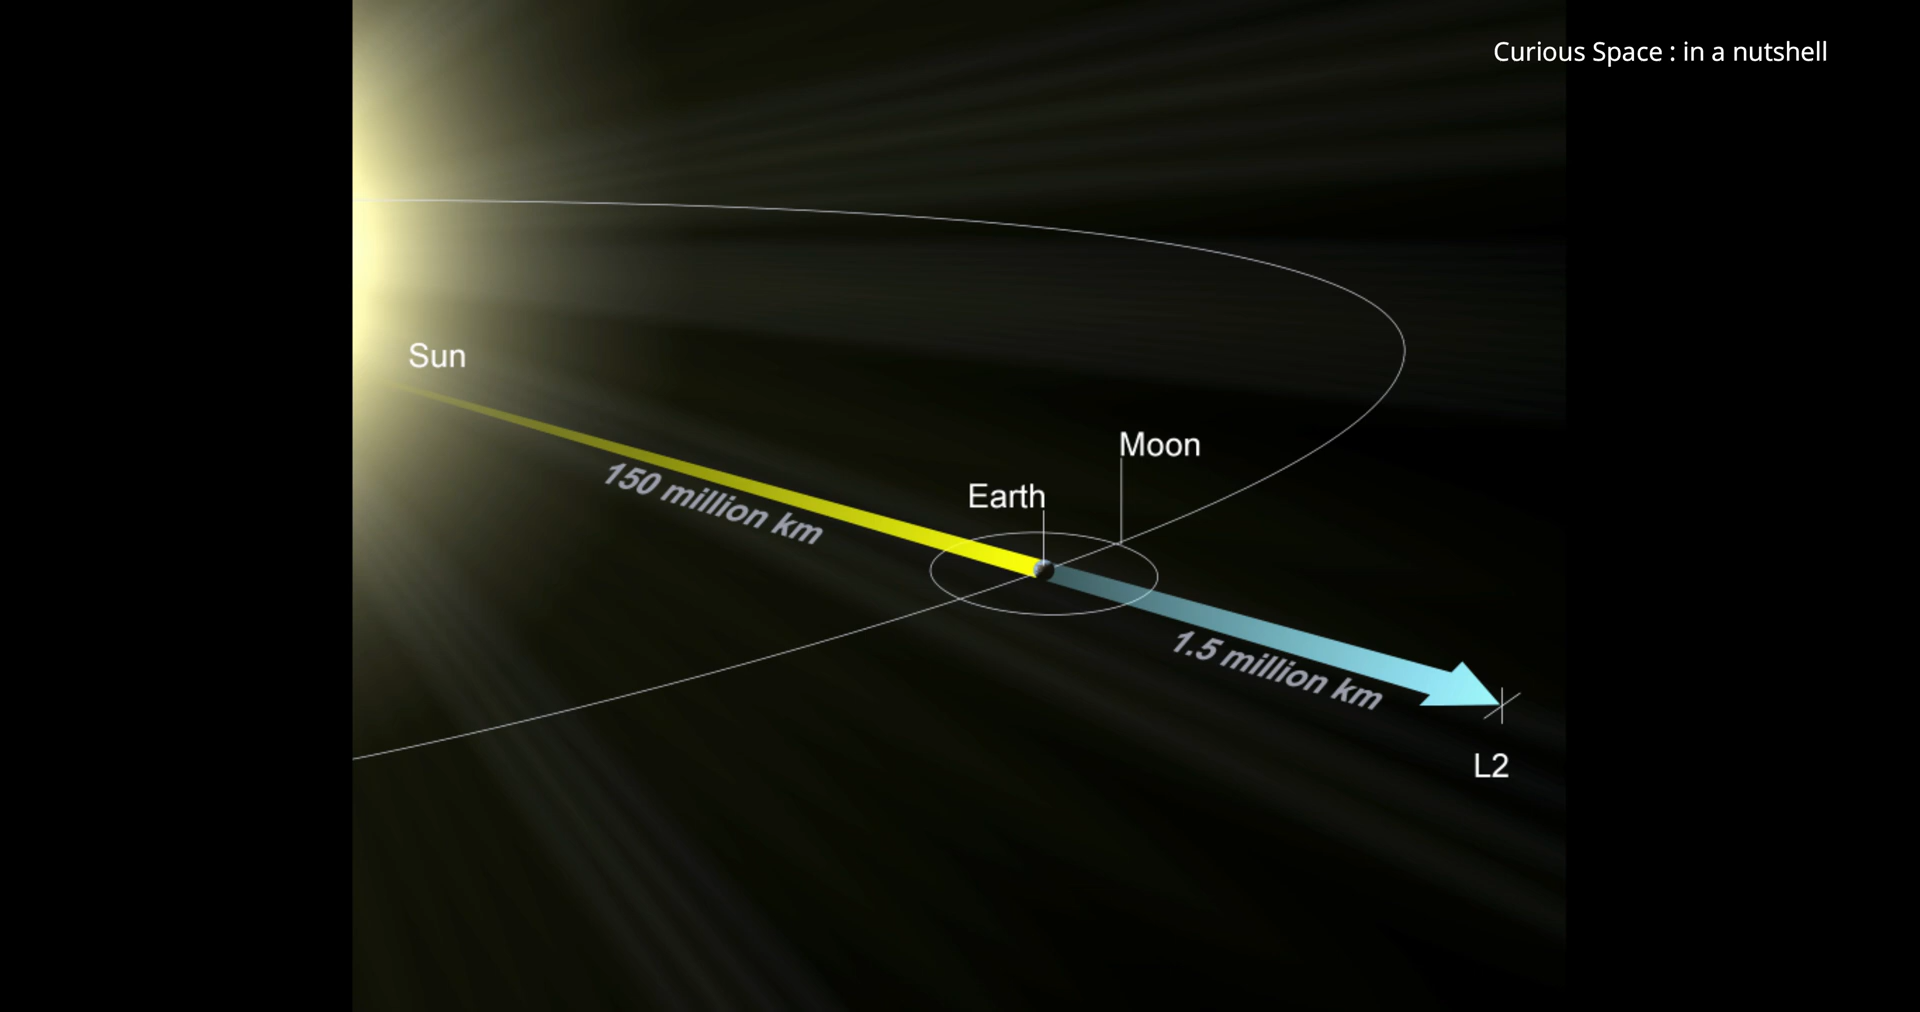 Curious Space : in a nutshell
Sun
Moon
Earth
150 million km
1.5 million km
L2